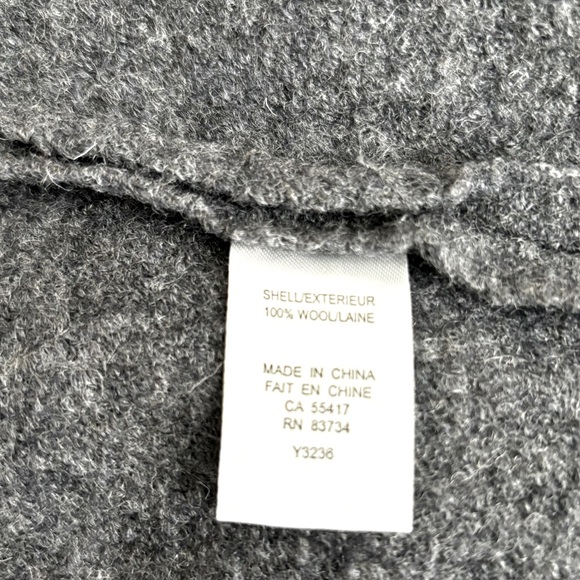 SHELL/EXTERIEUR
100% WOOL/LAINE
MADE IN CHINA
FAIT EN CHINE
CA 55417
RN 83734
Y3236